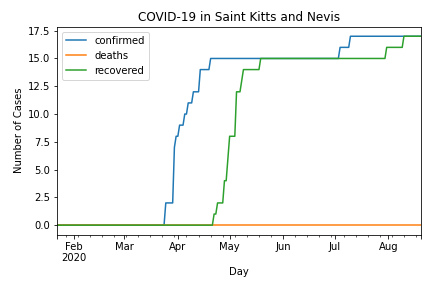 COVID-19 in Saint Kitts and Nevis
17.5
15.0
12.5
10.0
7.5
5.0
2.5
0.0
Number of Cases
confirmed
deaths
recovered
Feb Mar Apr May Jun Jul Aug
2020
Day